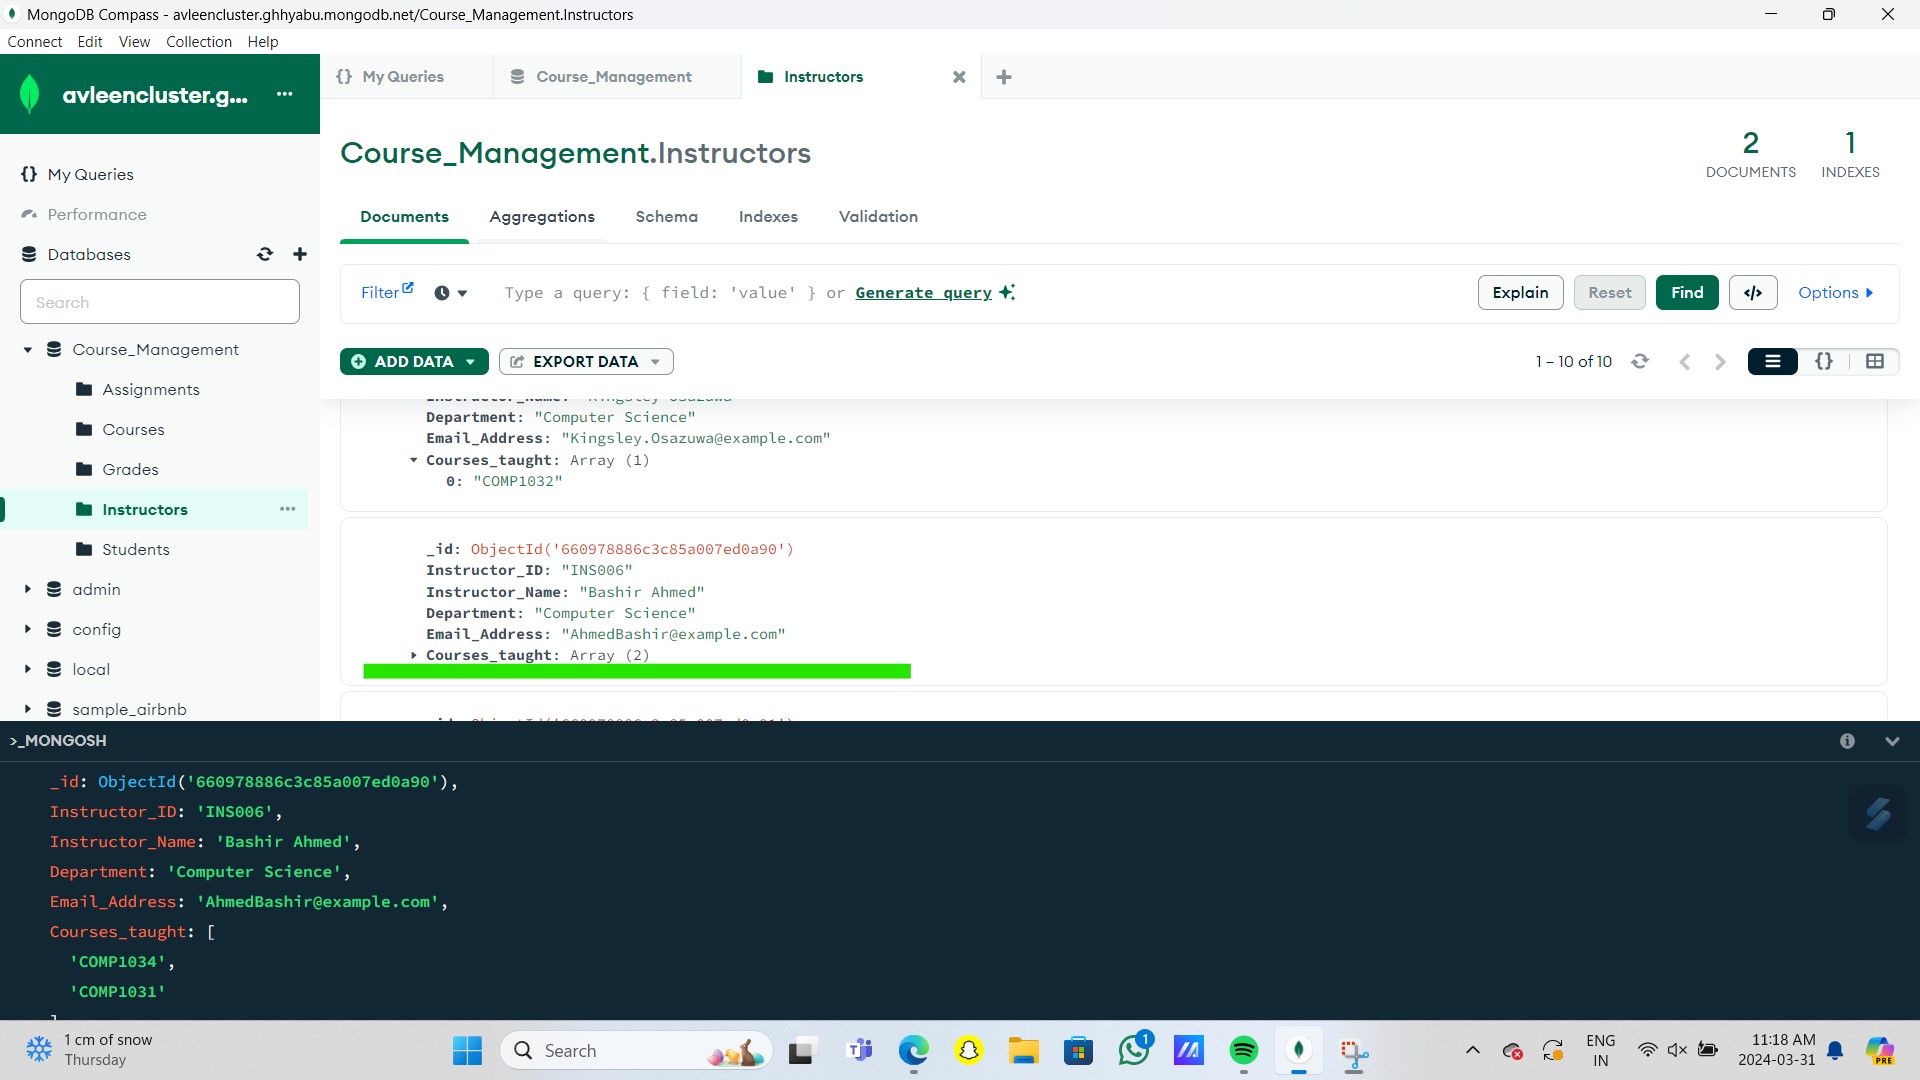 MongoDB Compass - avleencluster.ghhyabu.mongodb.net/Course_Management.Instructors
Connect Edit View Collection Help
avleencluster.g... ...
{} My Queries
Course_Management
Instructors
Course_Management.Instructors
2
DOCUMENTS
1
INDEXES
{} My Queries
Performance
Databases
Search
Course_Management
Assignments
Courses
Grades
Instructors ...
Students
admin
config
local
sample_airbnb
Documents Aggregations Schema Indexes Validation
Filter Type a query: { field: 'value' } or Generate query
Explain Reset Find </> Options
ADD DATA EXPORT DATA 1 – 10 of 10 {}
Department: "Computer Science"
Email_Address: "Kingsley.Osazuwa@example.com"
Courses_taught: Array (1)
0: "COMP1032"
_id: ObjectId('660978886c3c85a007ed0a90')
Instructor_ID: "INS006"
Instructor_Name: "Bashir Ahmed"
Department: "Computer Science"
Email_Address: "AhmedBashir@example.com"
Courses_taught: Array (2)
>_MONGOSH
_id: ObjectId('660978886c3c85a007ed0a90'),
Instructor_ID: 'INS006',
Instructor_Name: 'Bashir Ahmed',
Department: 'Computer Science',
Email_Address: 'AhmedBashir@example.com',
Courses_taught: [
'COMP1034',
'COMP1031'
1 cm of snow
Thursday
Search
1
ENG
IN
11:18 AM
2024-03-31
PRE